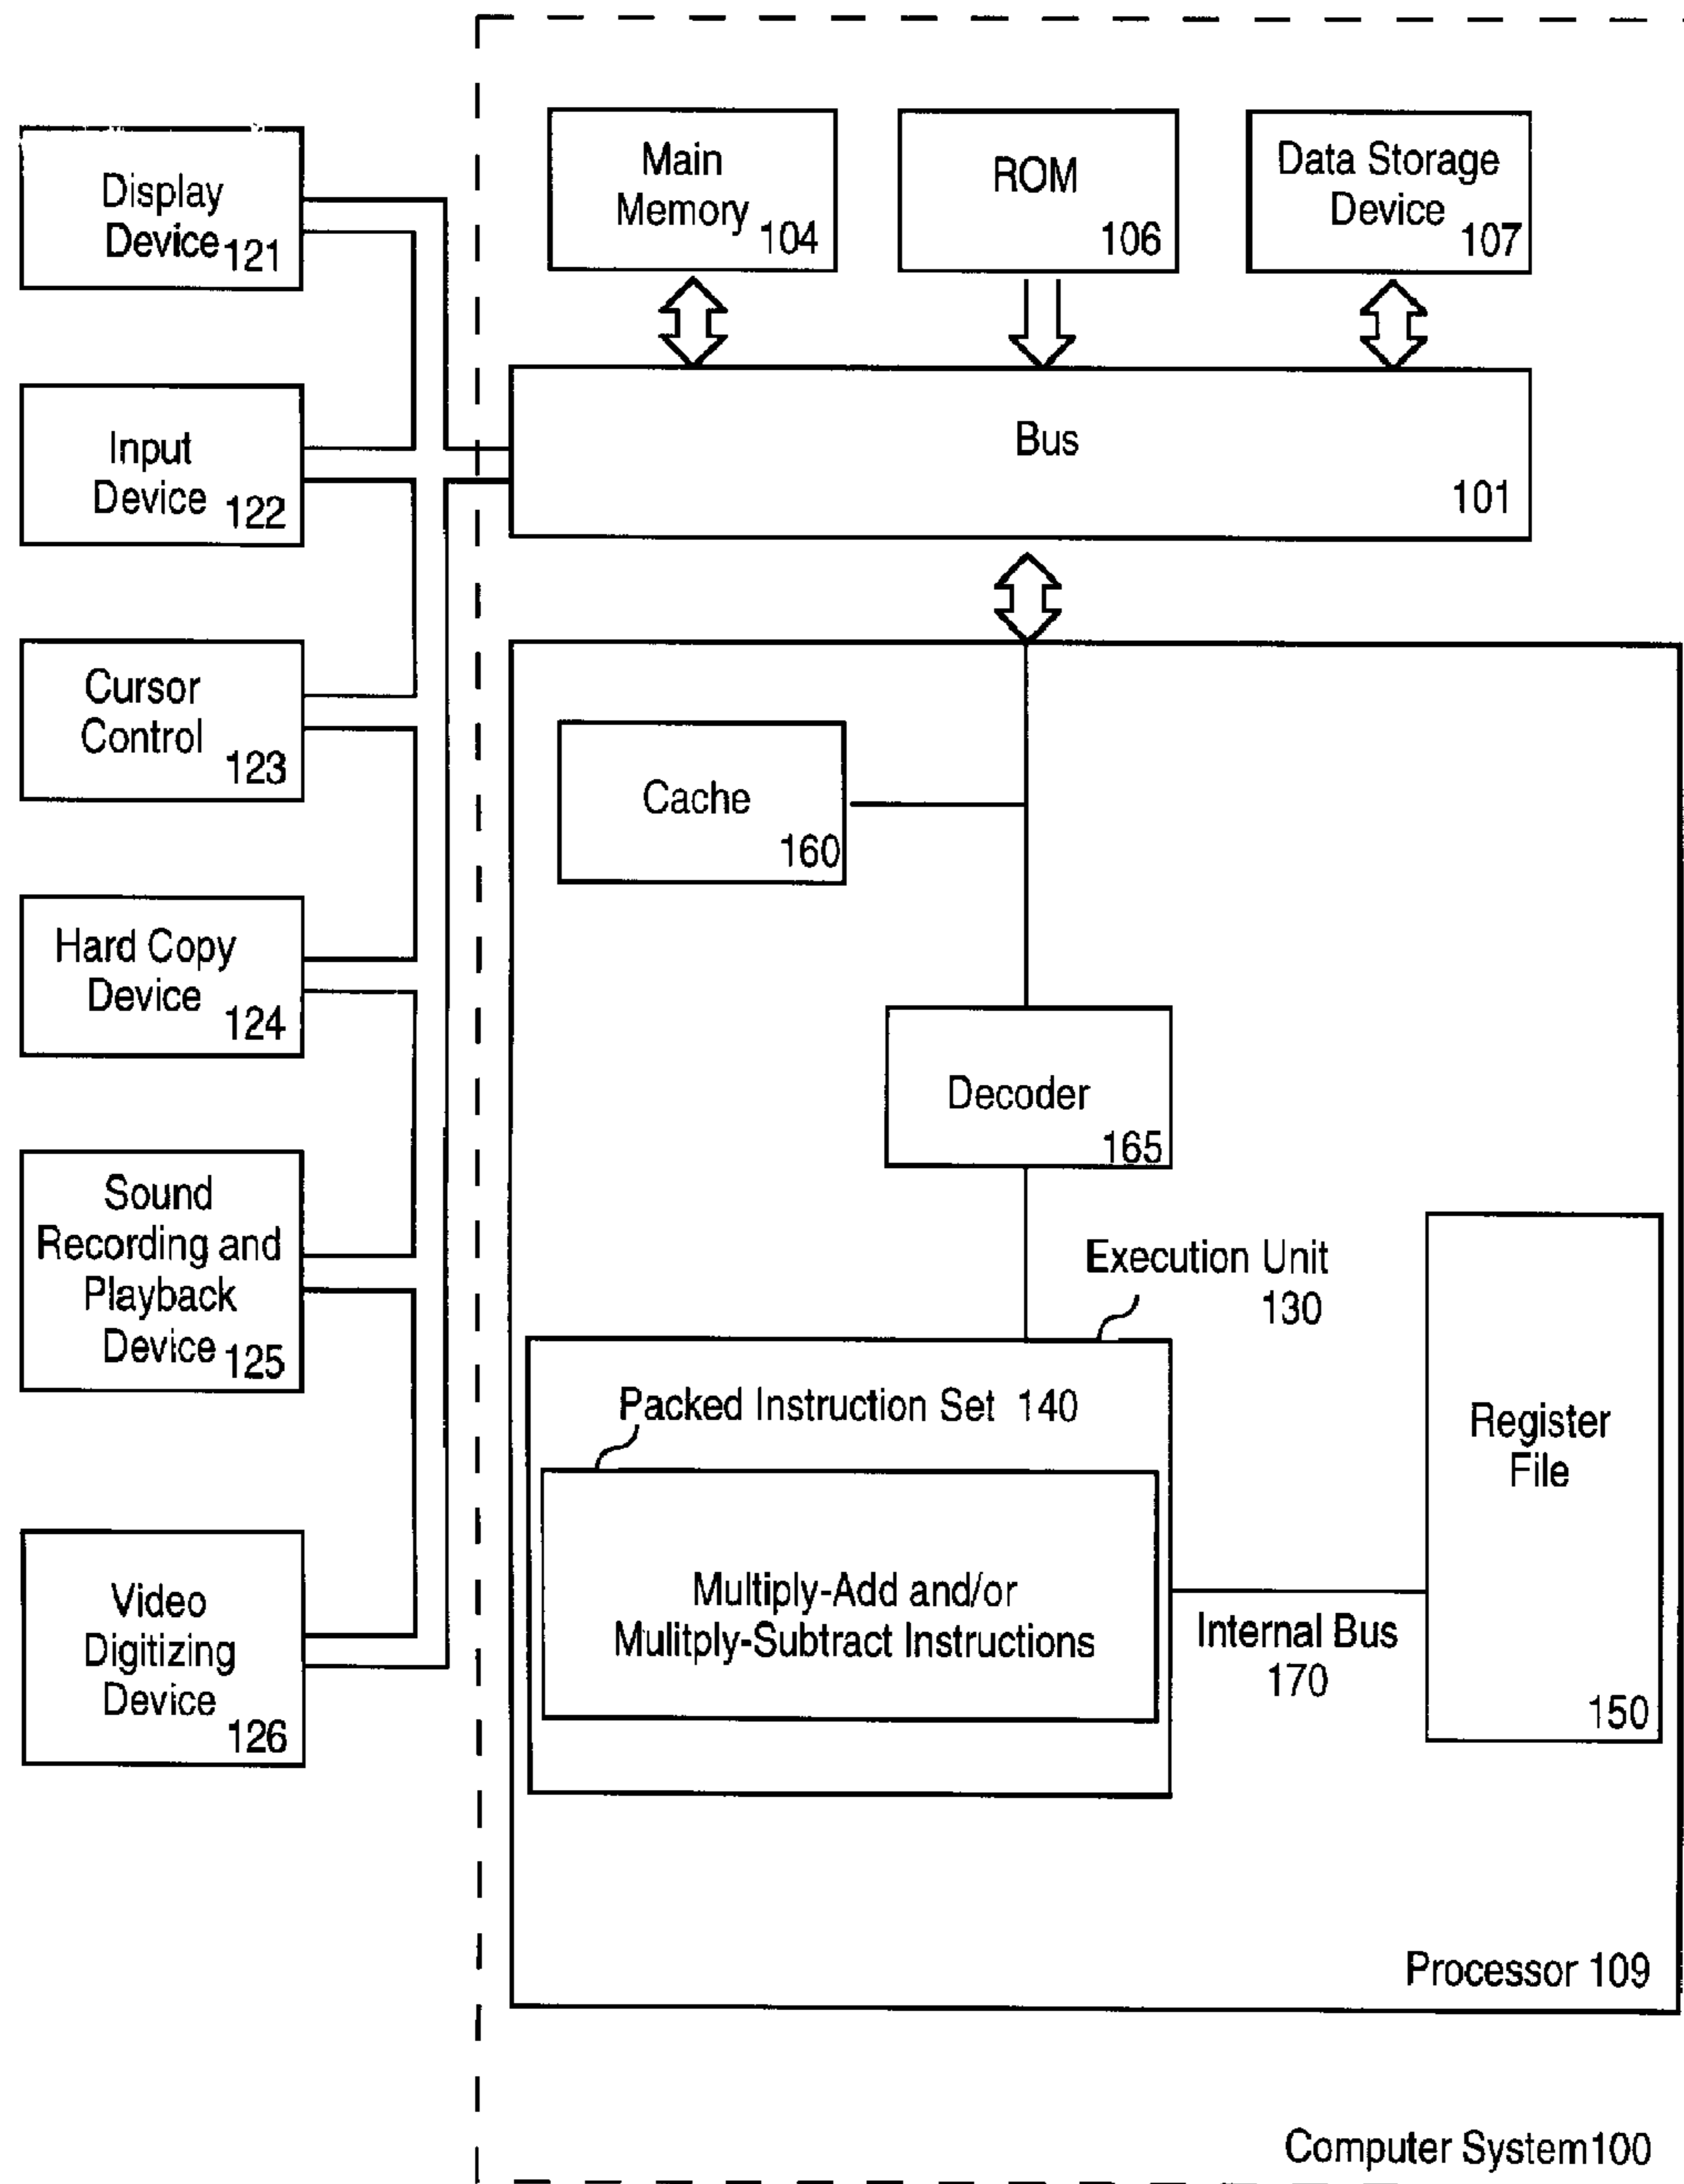 Display
Device 121
Input
Device 122
Cursor
Control
123
Hard Copy
Device
124
Sound
Recording and
Playback
Device 125
Video
Digitizing
Device
126
Main
Memory 104
ROM
106
Data Storage
Device 107
Bus
101
Cache
160
Decoder
165
Execution Unit
130
Packed Instruction Set 140
Multiply-Add and/or
Mulitply-Subtract Instructions
Internal Bus
170
Register
File
150
Processor 109
Computer System100